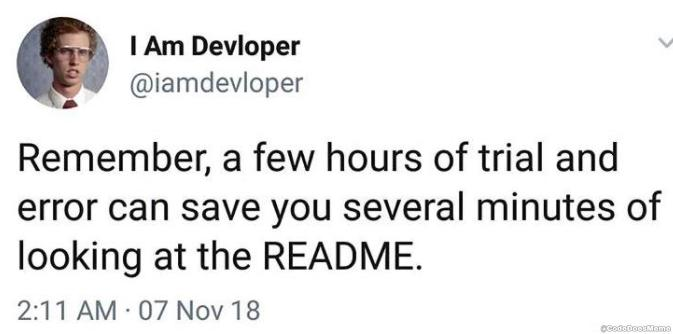 I Am Devloper
@iamdevloper
Remember, a few hours of trial and
error can save you several minutes of
looking at the README.
2:11 AM · 07 Nov 18
@CodeDoesMeme